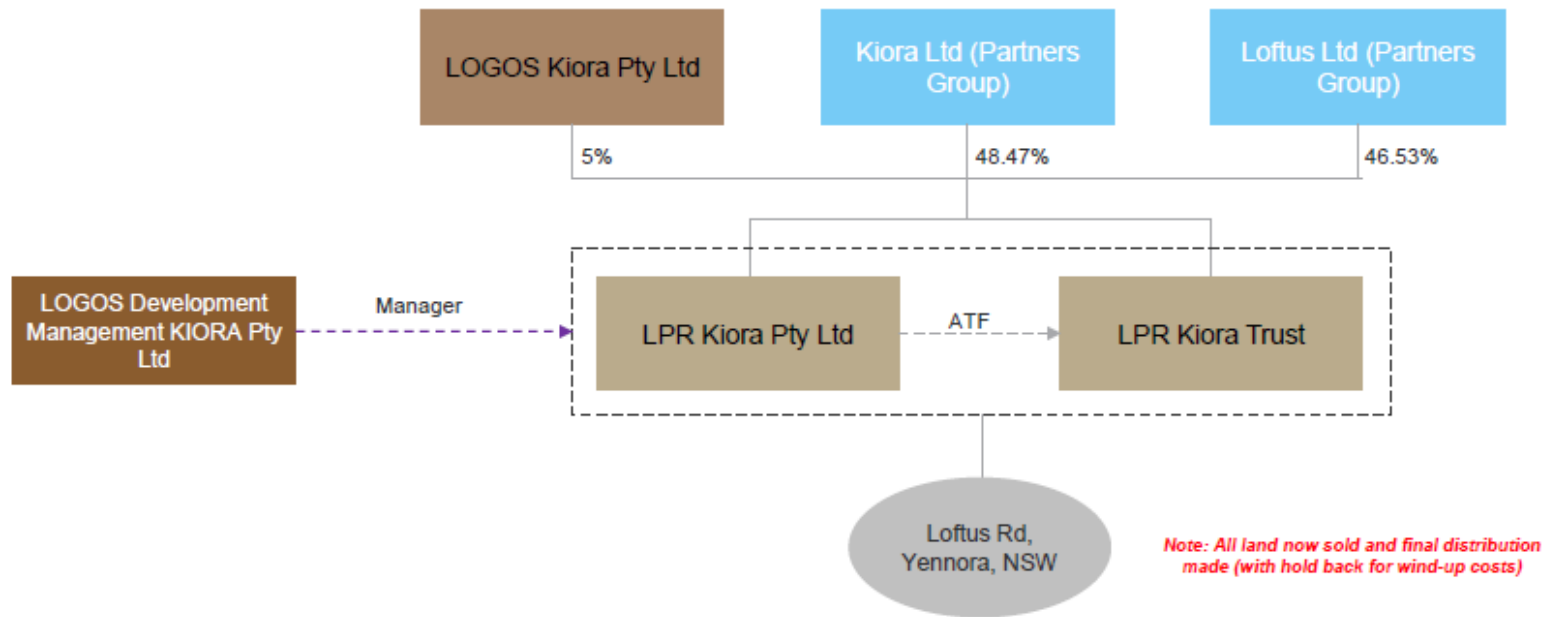 LOGOS Kiora Pty Ltd
Kiora Ltd (Partners
Group)
Loftus Ltd (Partners
Group)
5%
48.47%
46.53%
LOGOS Development
Management KIORA Pty
Ltd
Manager
LPR Kiora Pty Ltd
ATF
LPR Kiora Trust
Loftus Rd,
Yennora, NSW
Note: All land now sold and final distribution
made (with hold back for wind-up costs)